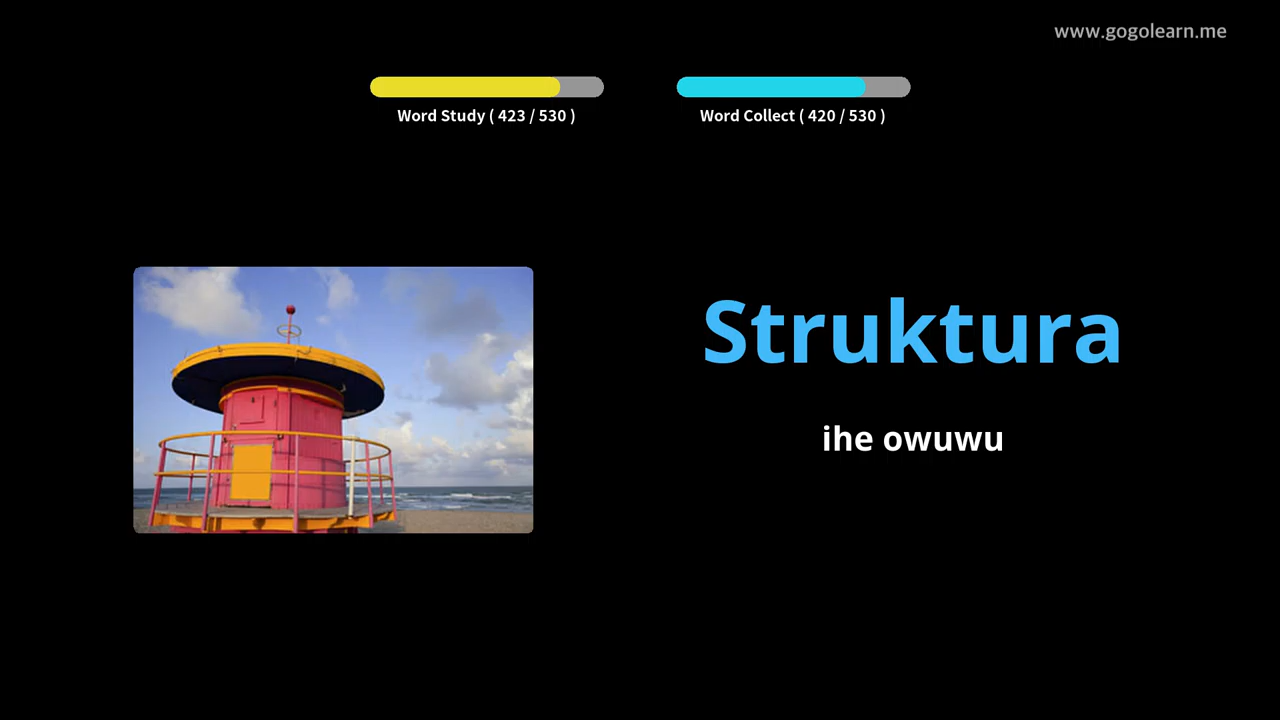 www.gogolearn.me
Word Study ( 423 / 530 )
Word Collect ( 420 / 530 )
Struktura
ihe owuwu